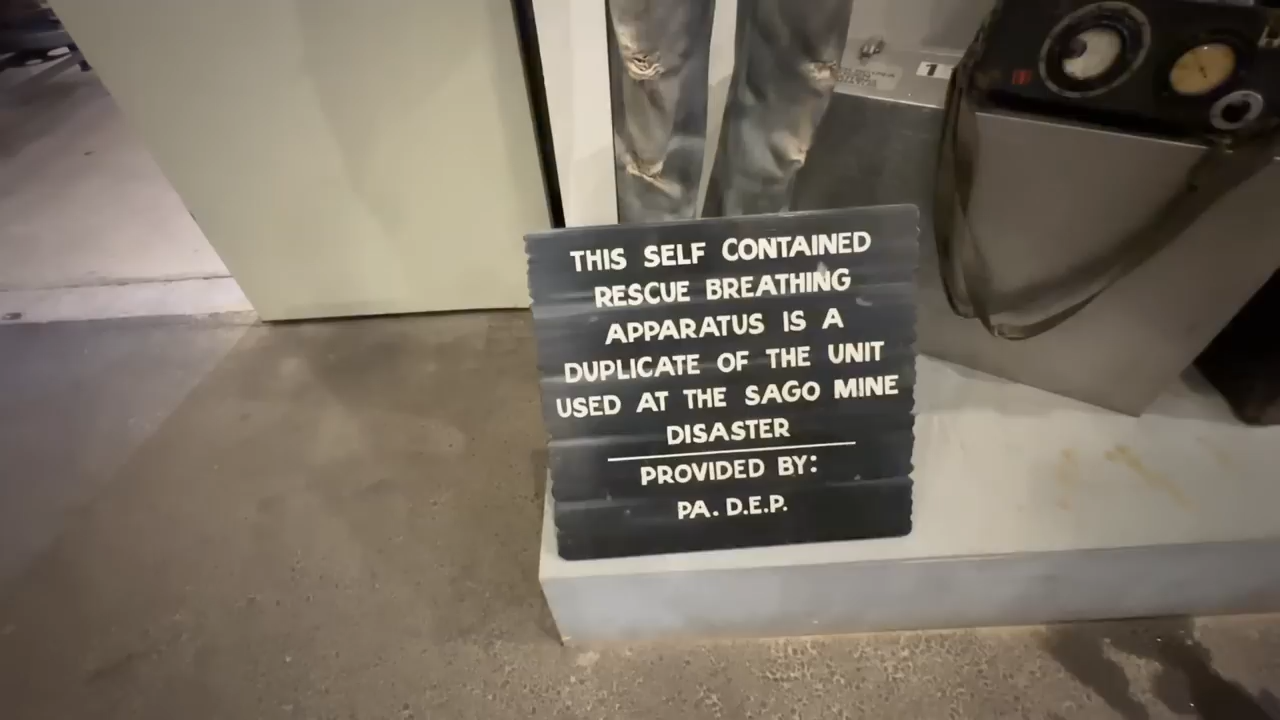 THIS SELF CONTAINED
RESCUE BREATHING
APPARATUS IS A
DUPLICATE OF THE UNIT
USED AT THE SAGO MINE
DISASTER
PROVIDED BY:
PA. D.E.P.
1